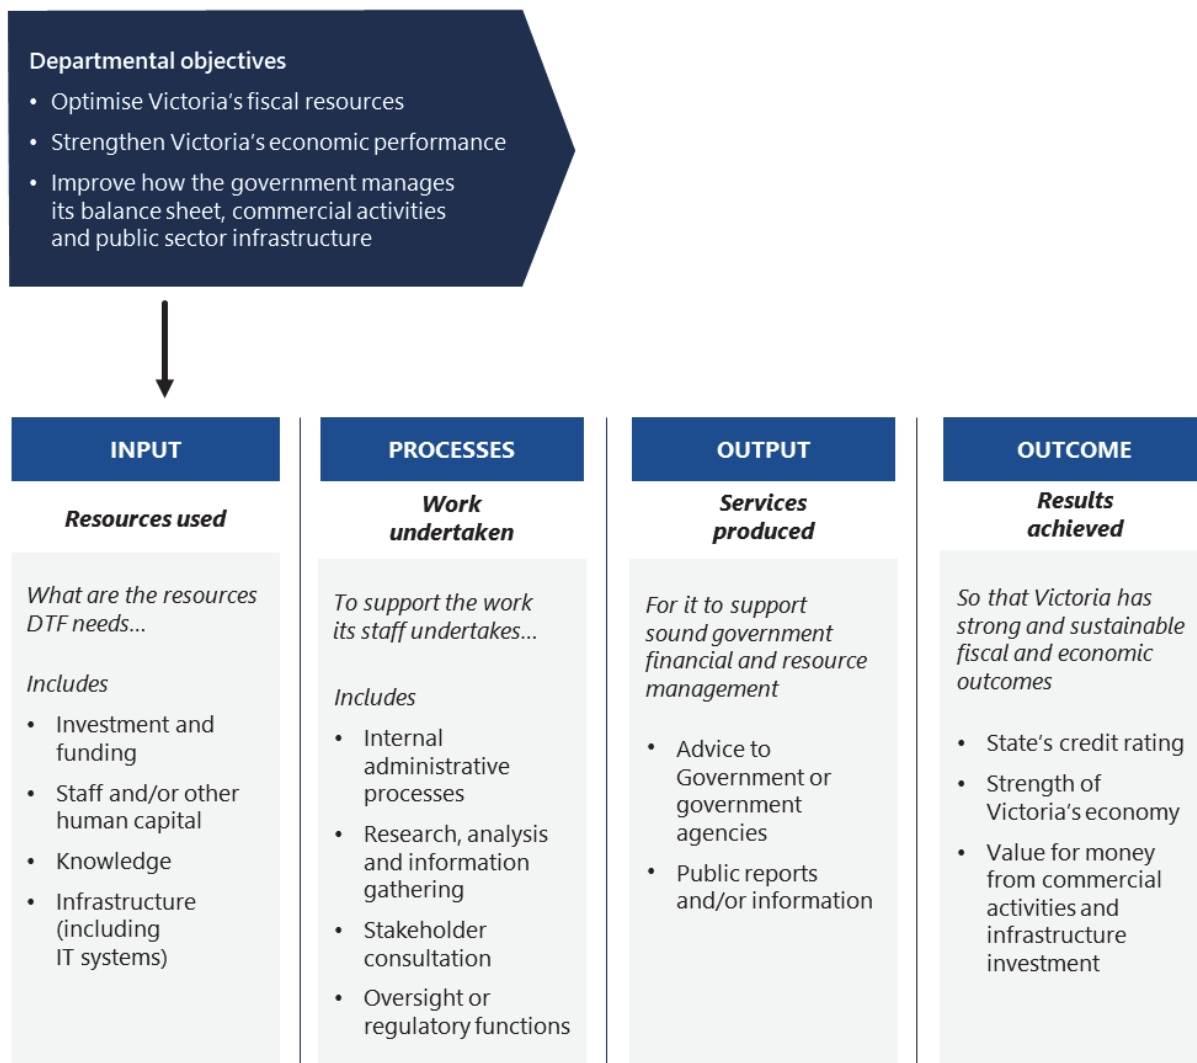 Departmental objectives
• Optimise Victoria's fiscal resources
• Strengthen Victoria's economic performance
• Improve how the government manages
its balance sheet, commercial activities
and public sector infrastructure
INPUT
Resources used
What are the resources
DTF needs...
Includes
• Investment and
funding
• Staff and/or other
human capital
• Knowledge
• Infrastructure
(including
IT systems)
PROCESSES
Work
undertaken
To support the work
its staff undertakes...
Includes
• Internal
administrative
processes
• Research, analysis
and information
gathering
• Stakeholder
consultation
• Oversight or
regulatory functions
OUTPUT
Services
produced
For it to support
sound government
financial and resource
management
• Advice to
Government or
government
agencies
• Public reports
and/or information
OUTCOME
Results
achieved
So that Victoria has
strong and sustainable
fiscal and economic
outcomes
• State's credit rating
• Strength of
Victoria's economy
• Value for money
from commercial
activities and
infrastructure
investment